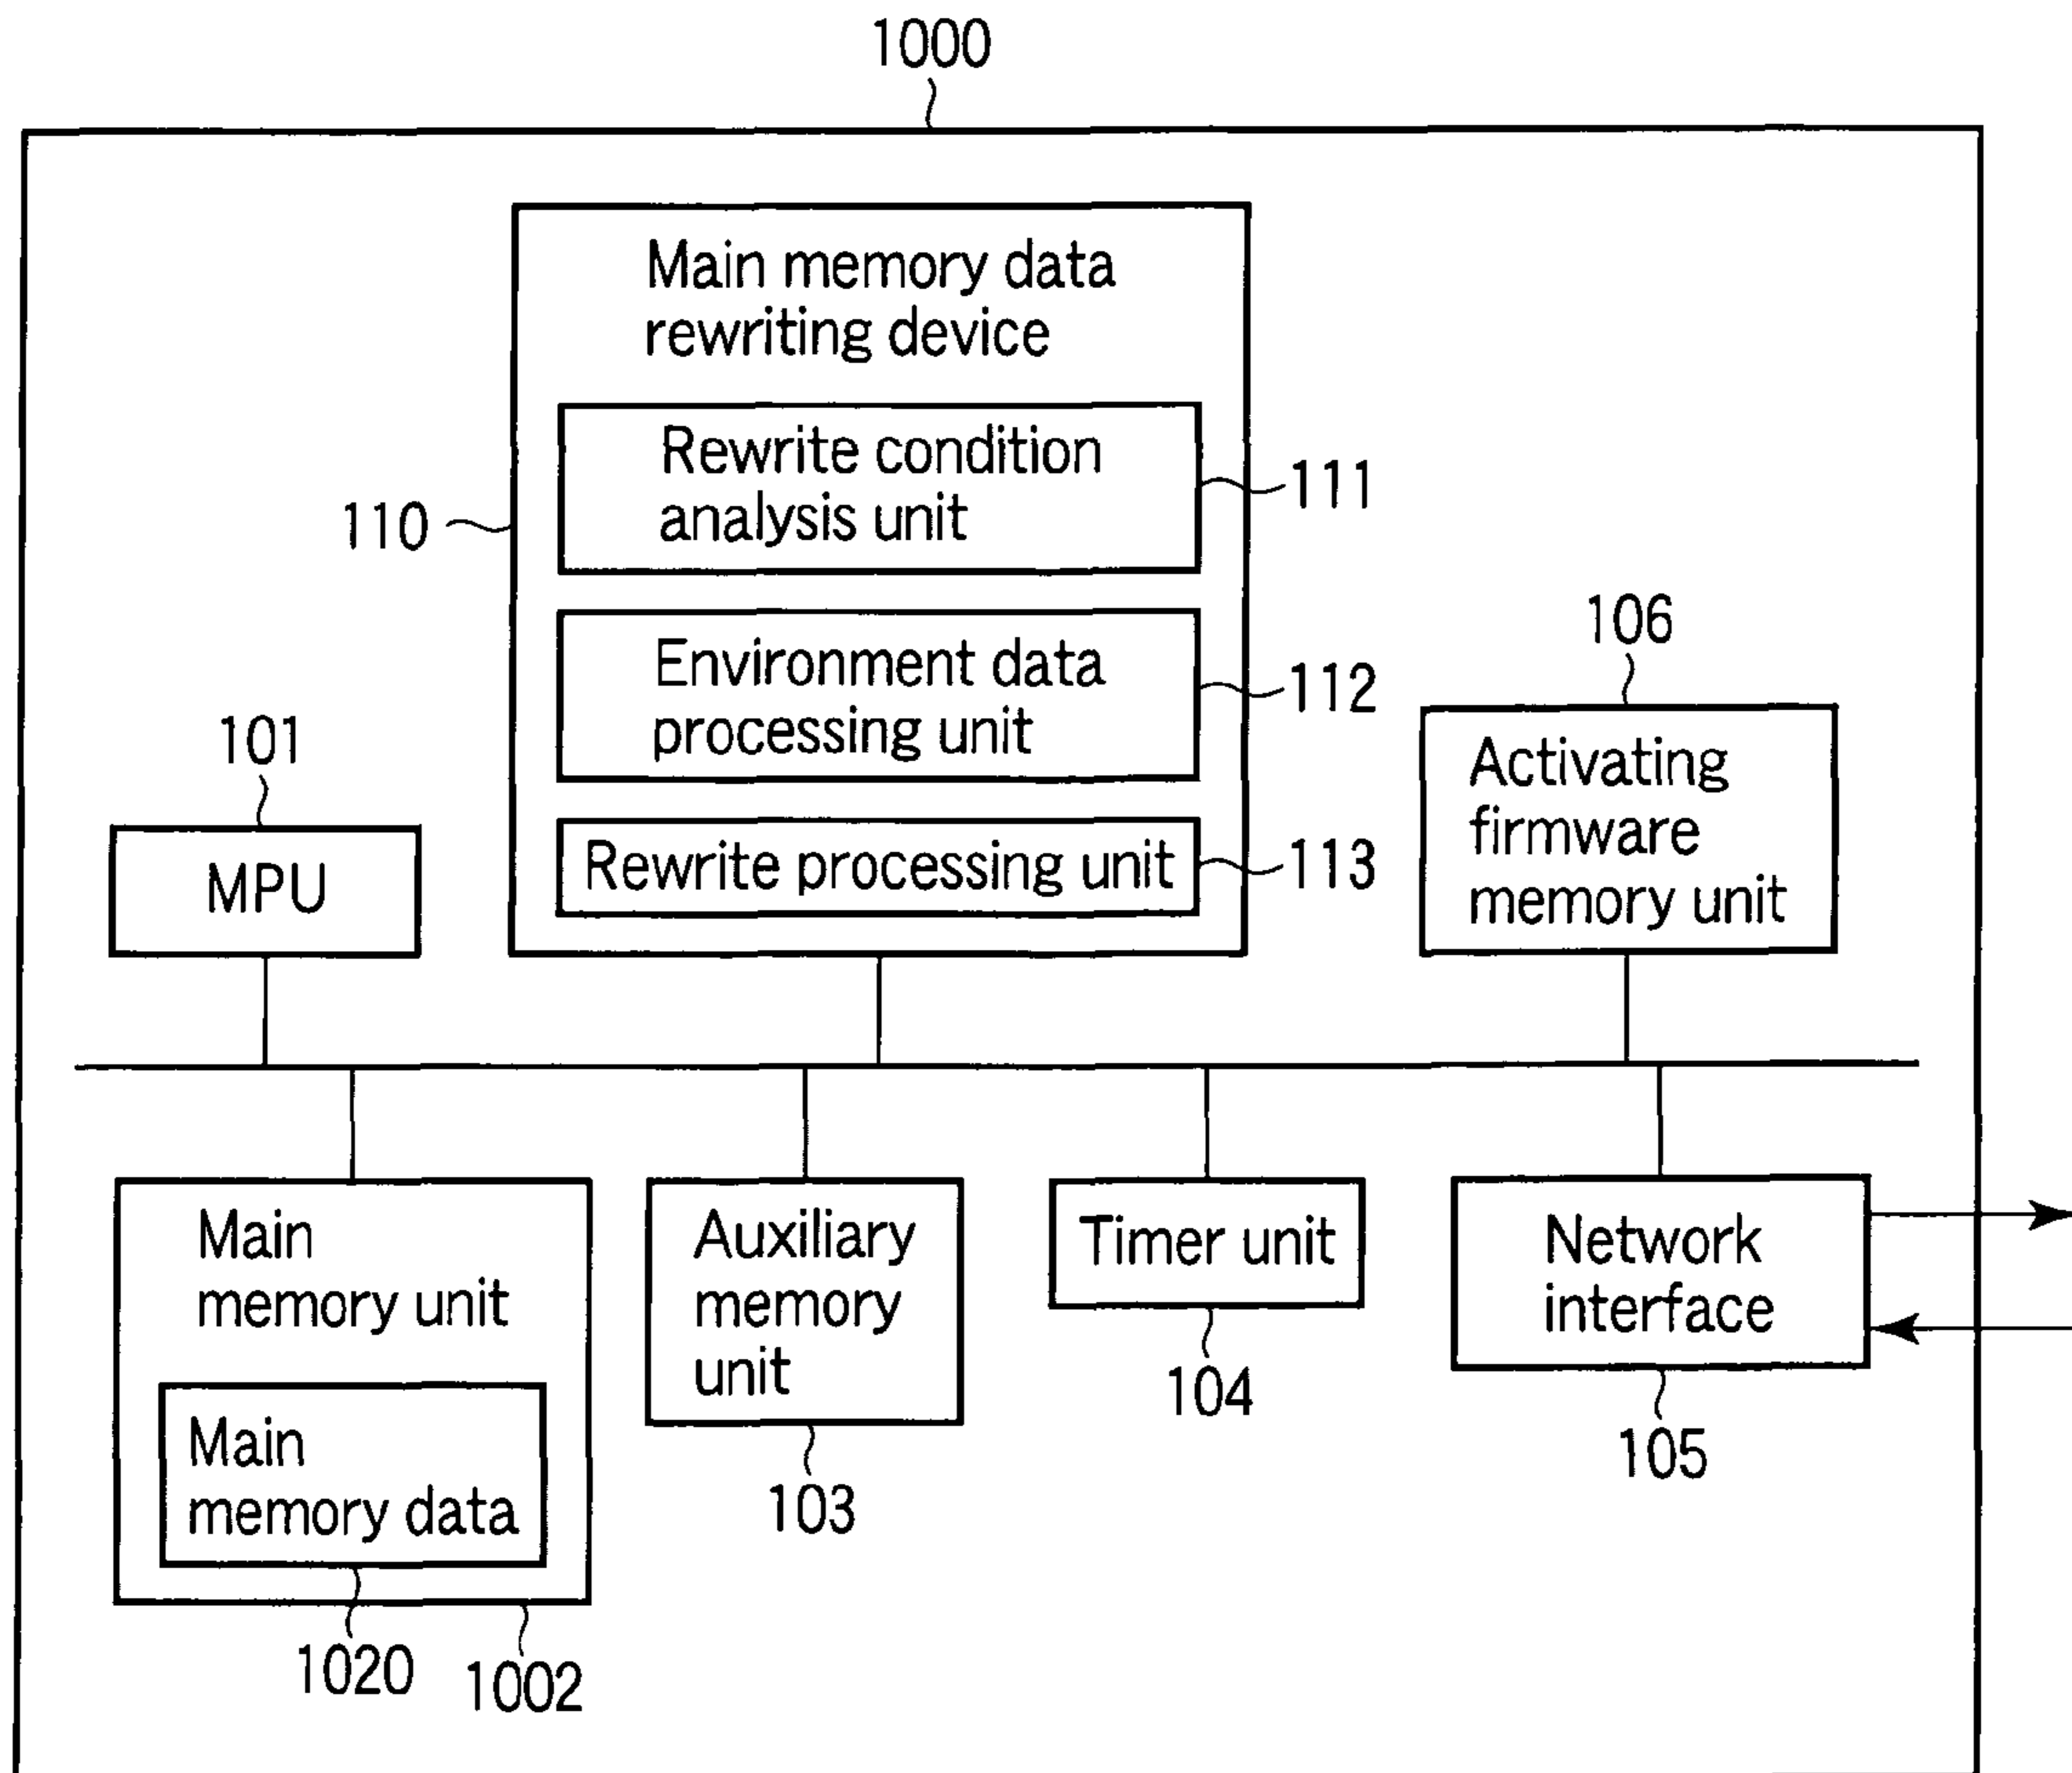 1000
Main memory data
rewriting device
Rewrite condition
analysis unit
111
110
Environment data
processing unit
112
Rewrite processing unit
113
106
Activating
firmware
memory unit
101
MPU
Main
memory unit
Main
memory data
1020
1002
Auxiliary
memory
unit
103
Timer unit
104
Network
interface
105